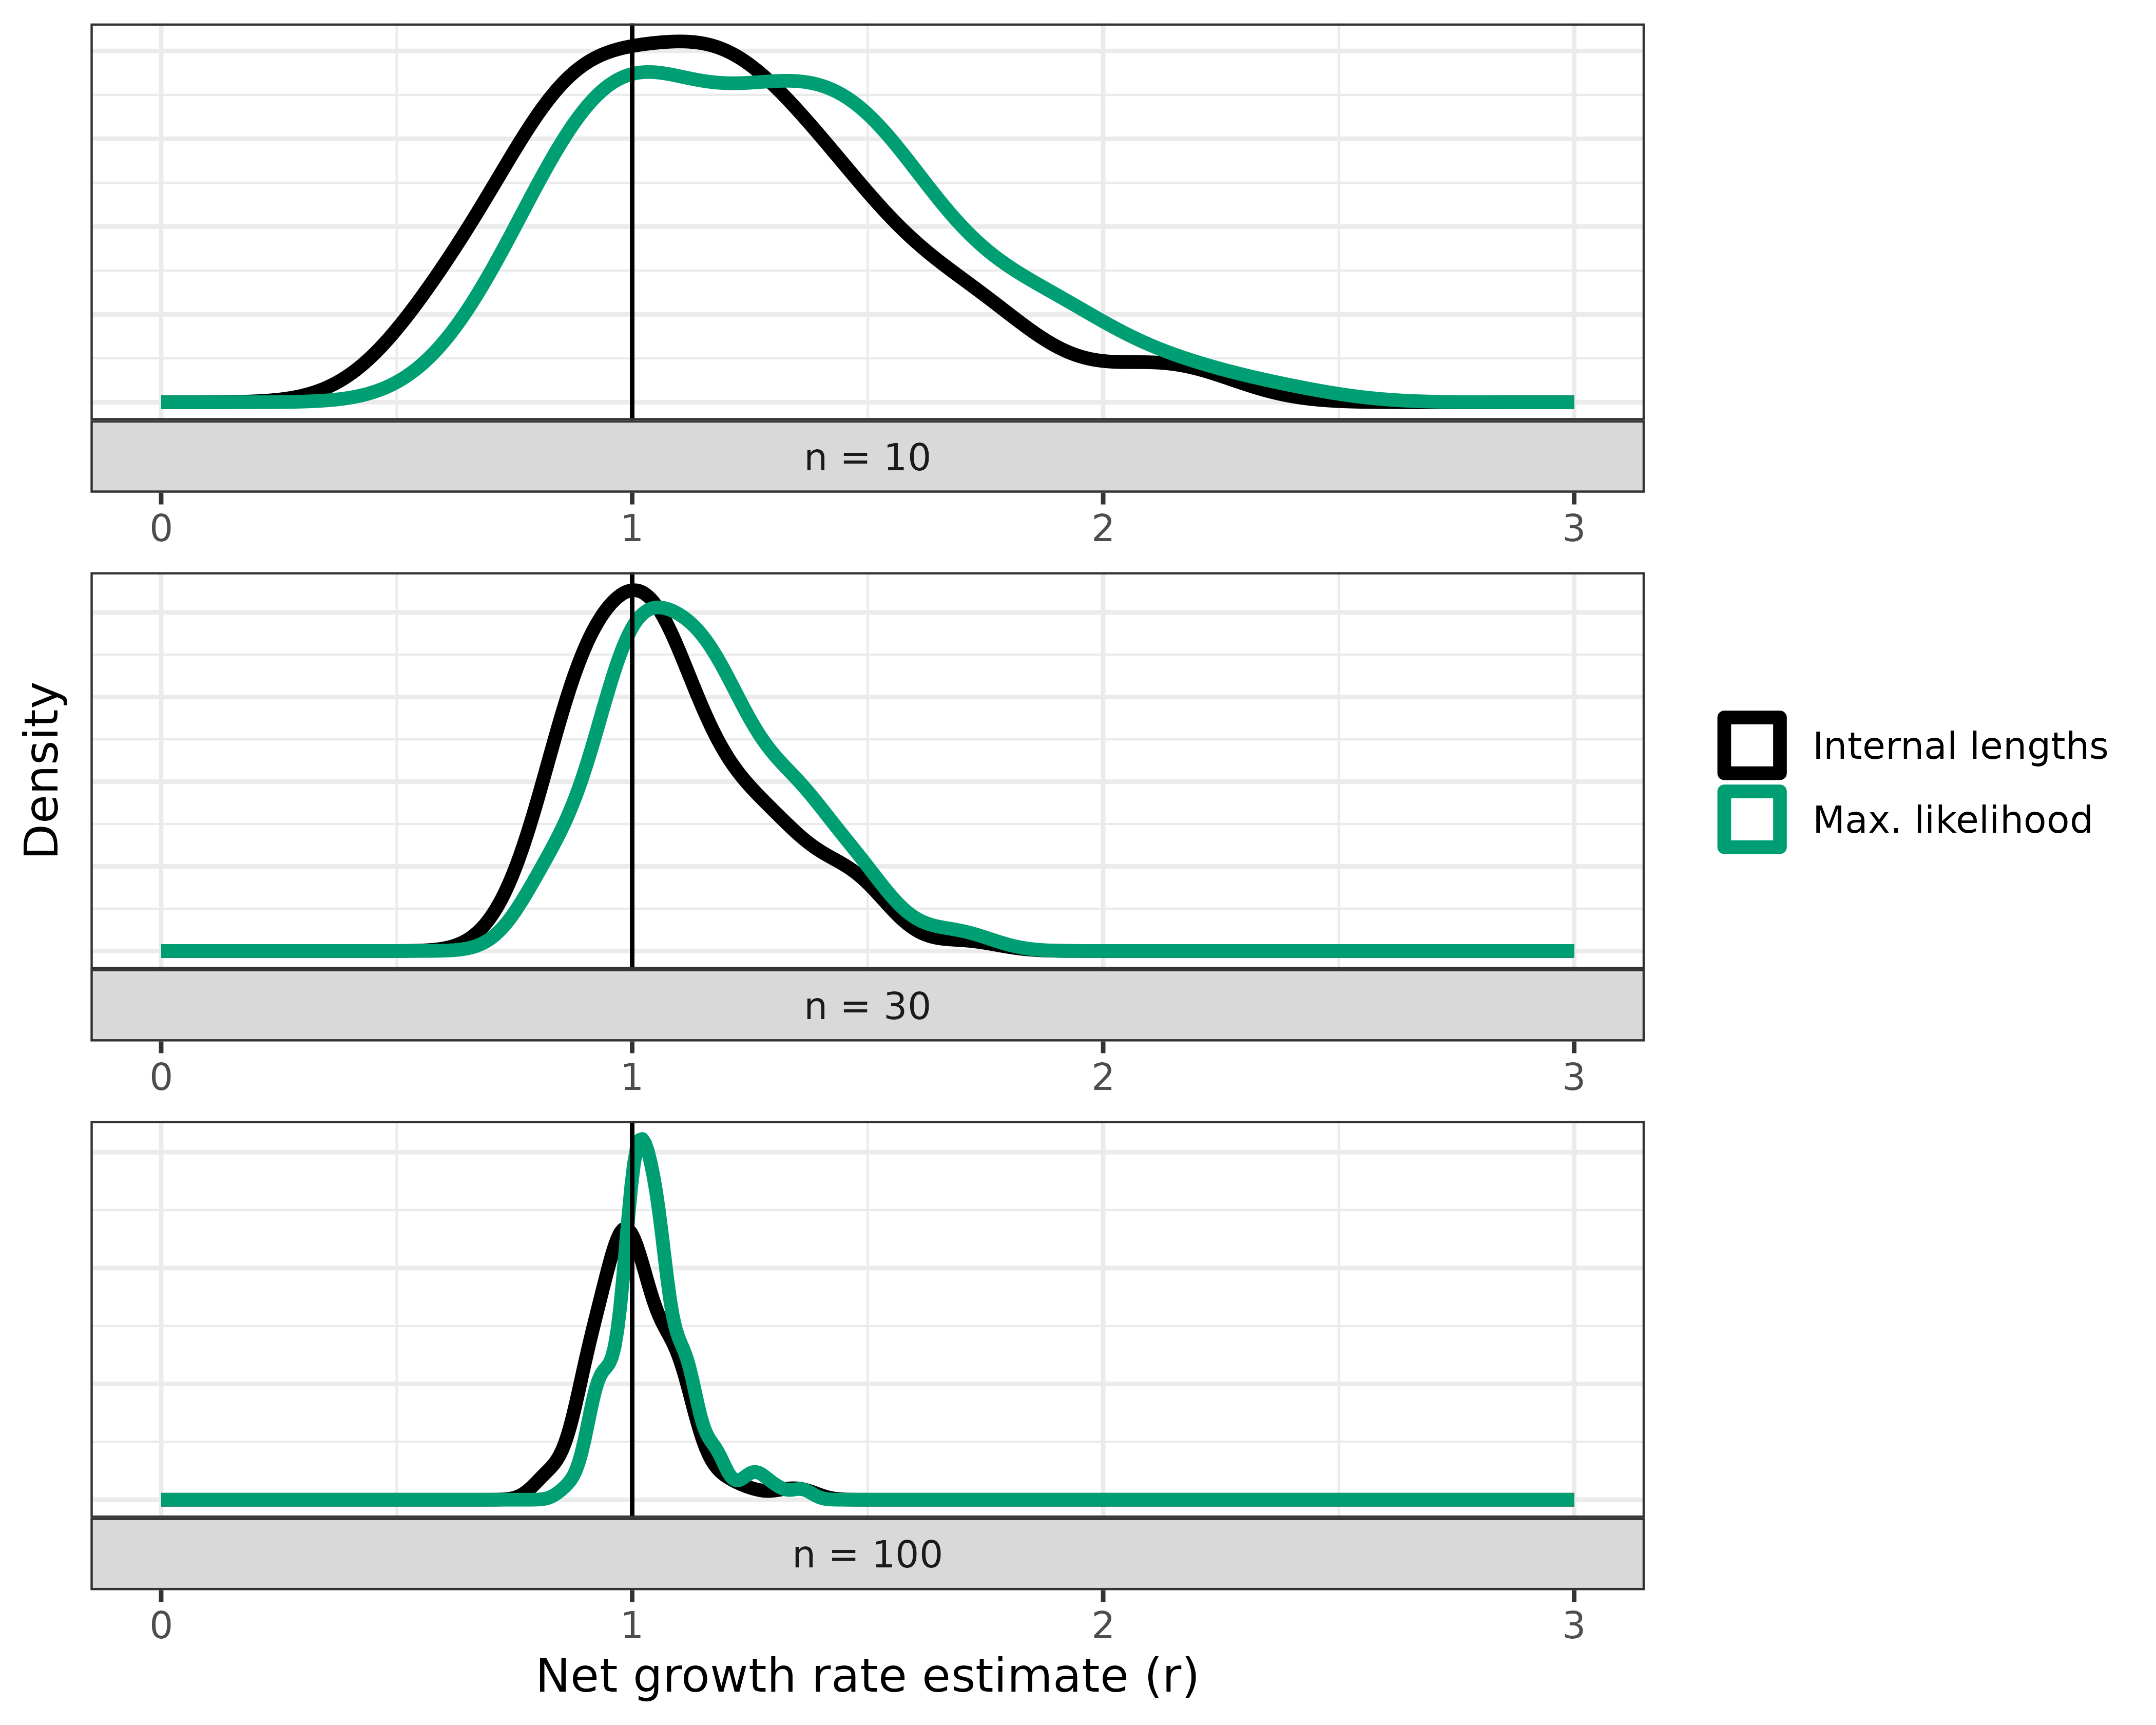 n = 10
0 1 2 3
n = 30
0 1 2 3
n = 100
0 1 2 3
Net growth rate estimate (r)
Density
Internal lengths
Max. likelihood